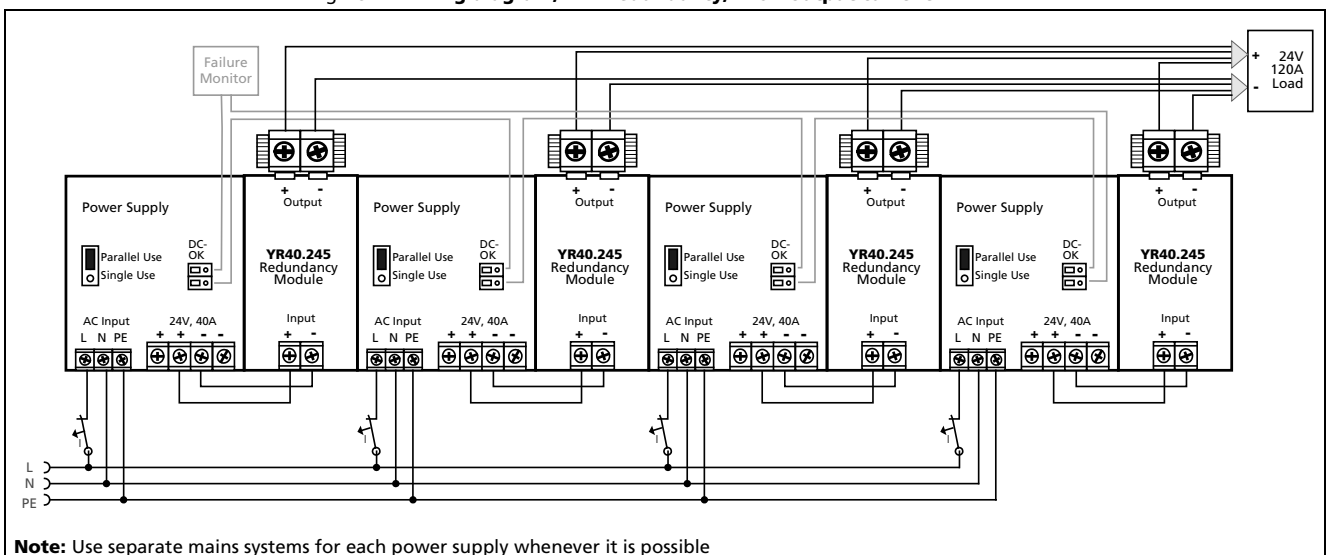 Failure
Monitor
+ 24V
120A
- Load
+ -
Output
+ -
Output
+ -
Output
+ -
Output
Power Supply
Parallel Use
Single Use
DC-
OK
YR40.245
Redundancy
Module
Power Supply
Parallel Use
Single Use
DC-
OK
YR40.245
Redundancy
Module
Power Supply
Parallel Use
Single Use
DC-
OK
YR40.245
Redundancy
Module
Power Supply
Parallel Use
Single Use
DC-
OK
YR40.245
Redundancy
Module
AC Input
L N PE
24V, 40A
+ + - -
Input
+ -
AC Input
L N PE
24V, 40A
+ + - -
Input
+ -
AC Input
L N PE
24V, 40A
+ + - -
Input
+ -
AC Input
L N PE
24V, 40A
+ + - -
Input
+ -
I
I
I
I
L
N
PE
Note: Use separate mains systems for each power supply whenever it is possible